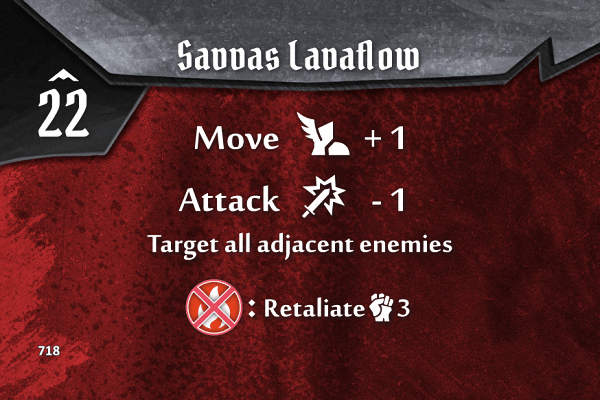 Savvas Lavaflow
22
Move + 1
Attack - 1
Target all adjacent enemies
: Retaliate 3
718